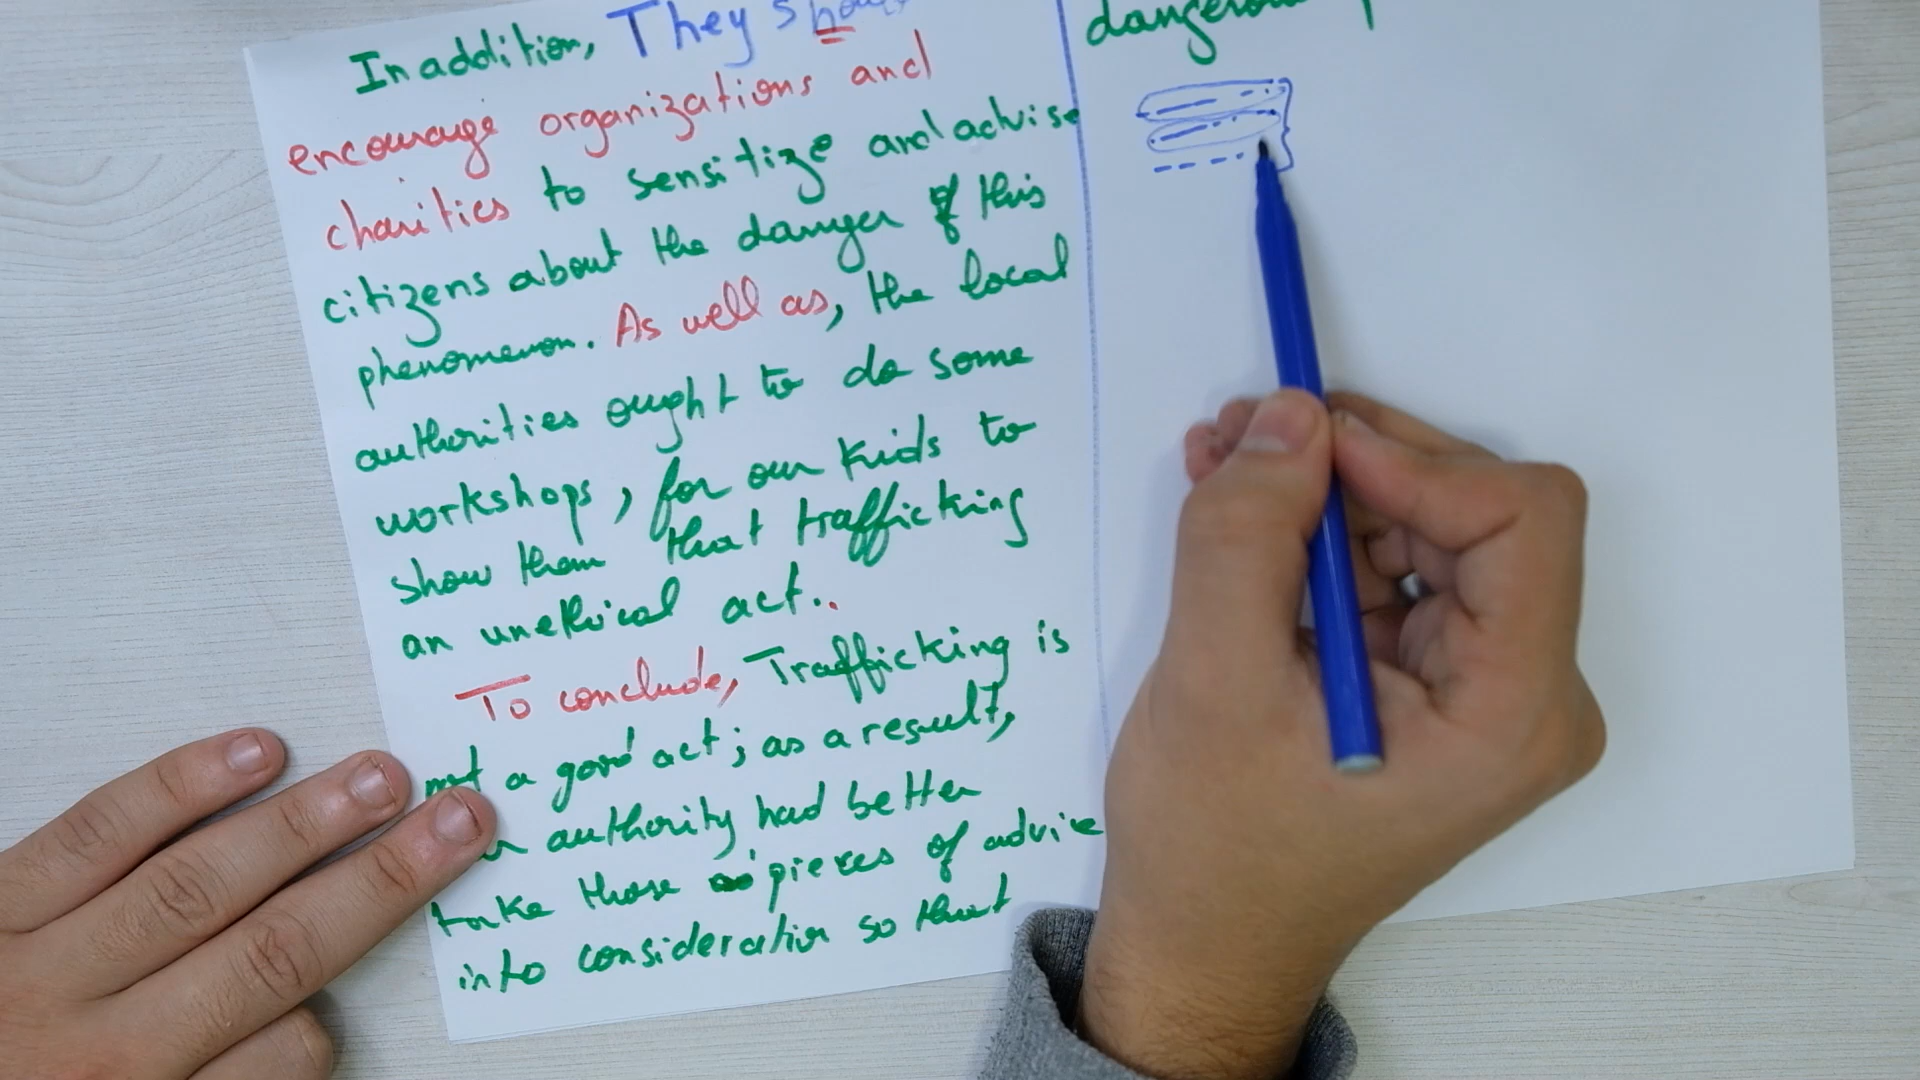 In addition, They
encourage organizations and
charities to sensitize and advise
citizens about the danger of this
phenomenon. As well as, the local
authorities ought to do some
workshops, for our kids to
show them that trafficking
an unethical act..
To conclude, Trafficking is
not a good act; as a result,
authority had better
take those pieces of advice
into consideration so that